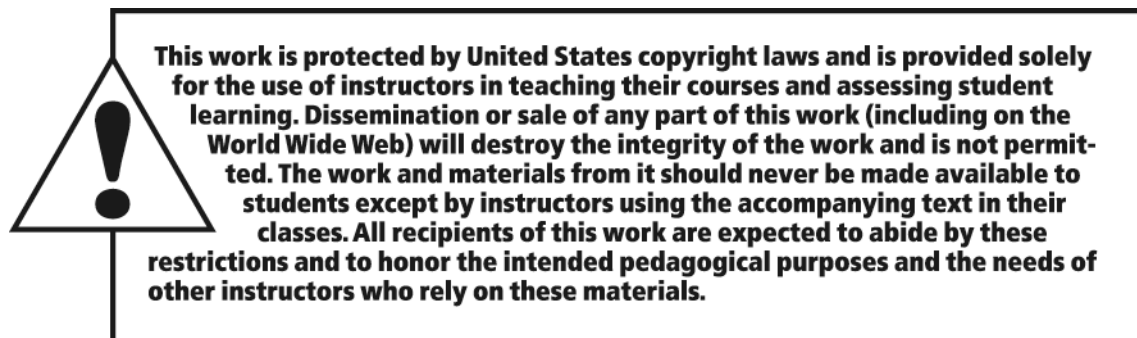 This work is protected by United States copyright laws and is provided solely
for the use of instructors in teaching their courses and assessing student
learning. Dissemination or sale of any part of this work (including on the
World Wide Web) will destroy the integrity of the work and is not permit-
ted. The work and materials from it should never be made available to
students except by instructors using the accompanying text in their
classes. All recipients of this work are expected to abide by these
restrictions and to honor the intended pedagogical purposes and the needs of
other instructors who rely on these materials.